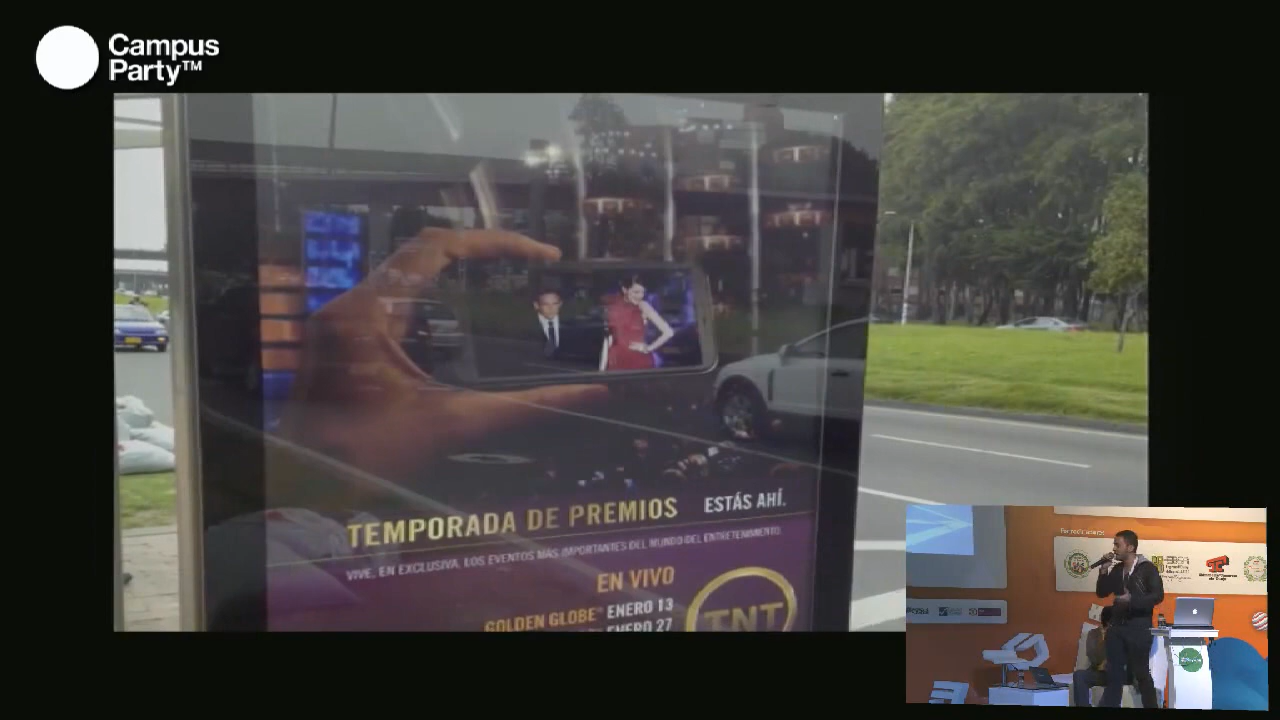 Campus
Party™
TEMPORADA DE PREMIOS ESTÁS AHÍ.
VIVE, EN EXCLUSIVA, LOS EVENTOS MÁS IMPORTANTES DEL MUNDO DEL ENTRETENIMIENTO.
EN VIVO
GOLDEN GLOBE® ENERO 13
ENERO 27
TNT